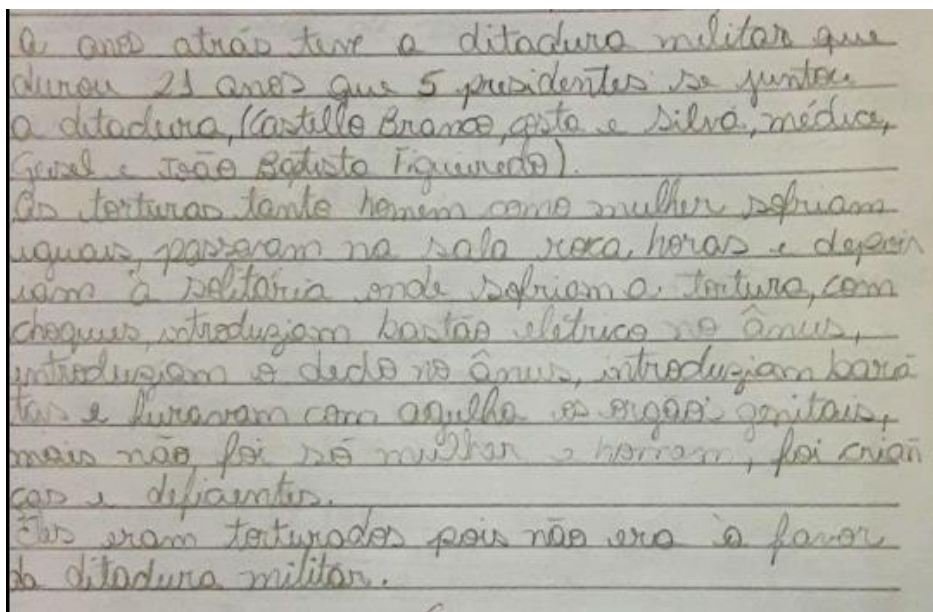 a anos atrás teve a ditadura militar que
durou 21 anos que 5 presidentes se juntou
a ditadura, (Castello Branco, costa e silva, médice,
Geisel e João Batista Figueiredo).
As torturas tanto homem como mulher sofriam
iguais, passavam na sala roxa, horas e depois
iam à solitária onde sofriam a tortura, com
choques, introduziam bastão elétrico no ânus,
introduziam o dedo no ânus, introduziam bara
tas e furavam com agulha os orgãos genitais,
mais não foi só mulher e homem, foi crian
ças e deficientes.
Eles eram torturados pois não era à favor
da ditadura militar.